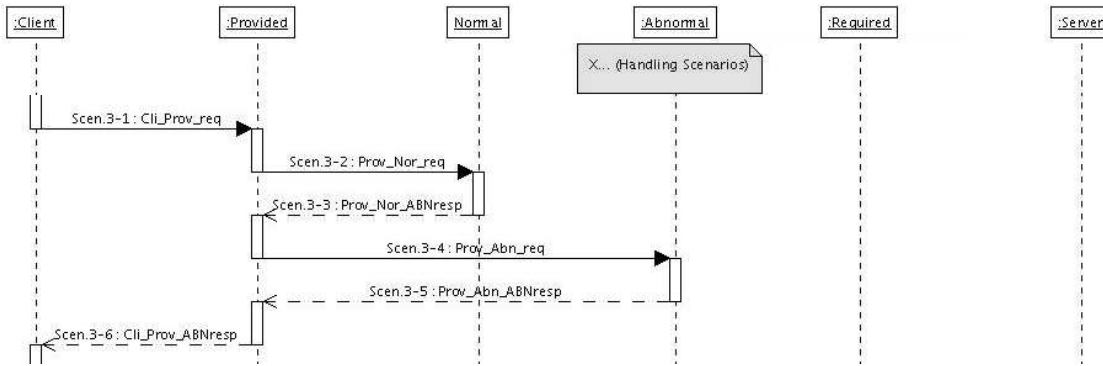 :Client
:Provided
Normal
:Abnormal
:Required
:Server
X... (Handling Scenarios)
Scen.3-1 : Cli_Prov_req
Scen.3-2 : Prov_Nor_req
Scen.3-3 : Prov_Nor_ABNresp
Scen.3-4 : Prov_Abn_req
Scen.3-5 : Prov_Abn_ABNresp
Scen.3-6 : Cli_Prov_ABNresp